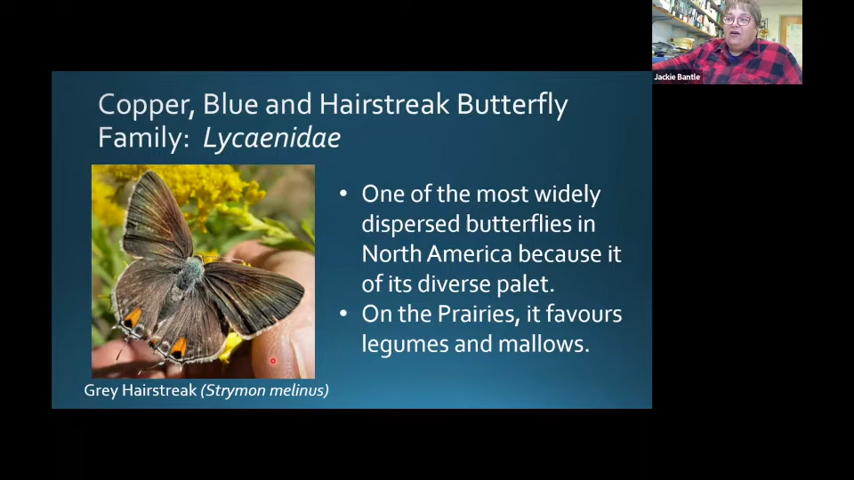 Jackie Bantle
Copper, Blue and Hairstreak Butterfly
Family: Lycaenidae
• One of the most widely
dispersed butterflies in
North America because it
of its diverse palet.
• On the Prairies, it favours
legumes and mallows.
Grey Hairstreak (Strymon melinus)